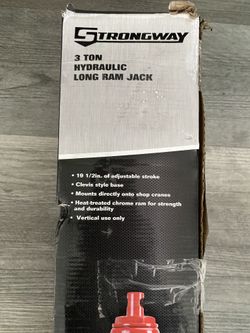 STRONGWAY
3 TON
HYDRAULIC
LONG RAM JACK
• 19 1/2in. of adjustable stroke
• Clevis style base
• Mounts directly onto shop cranes
• Heat-treated chrome ram for strength
and durability
• Vertical use only